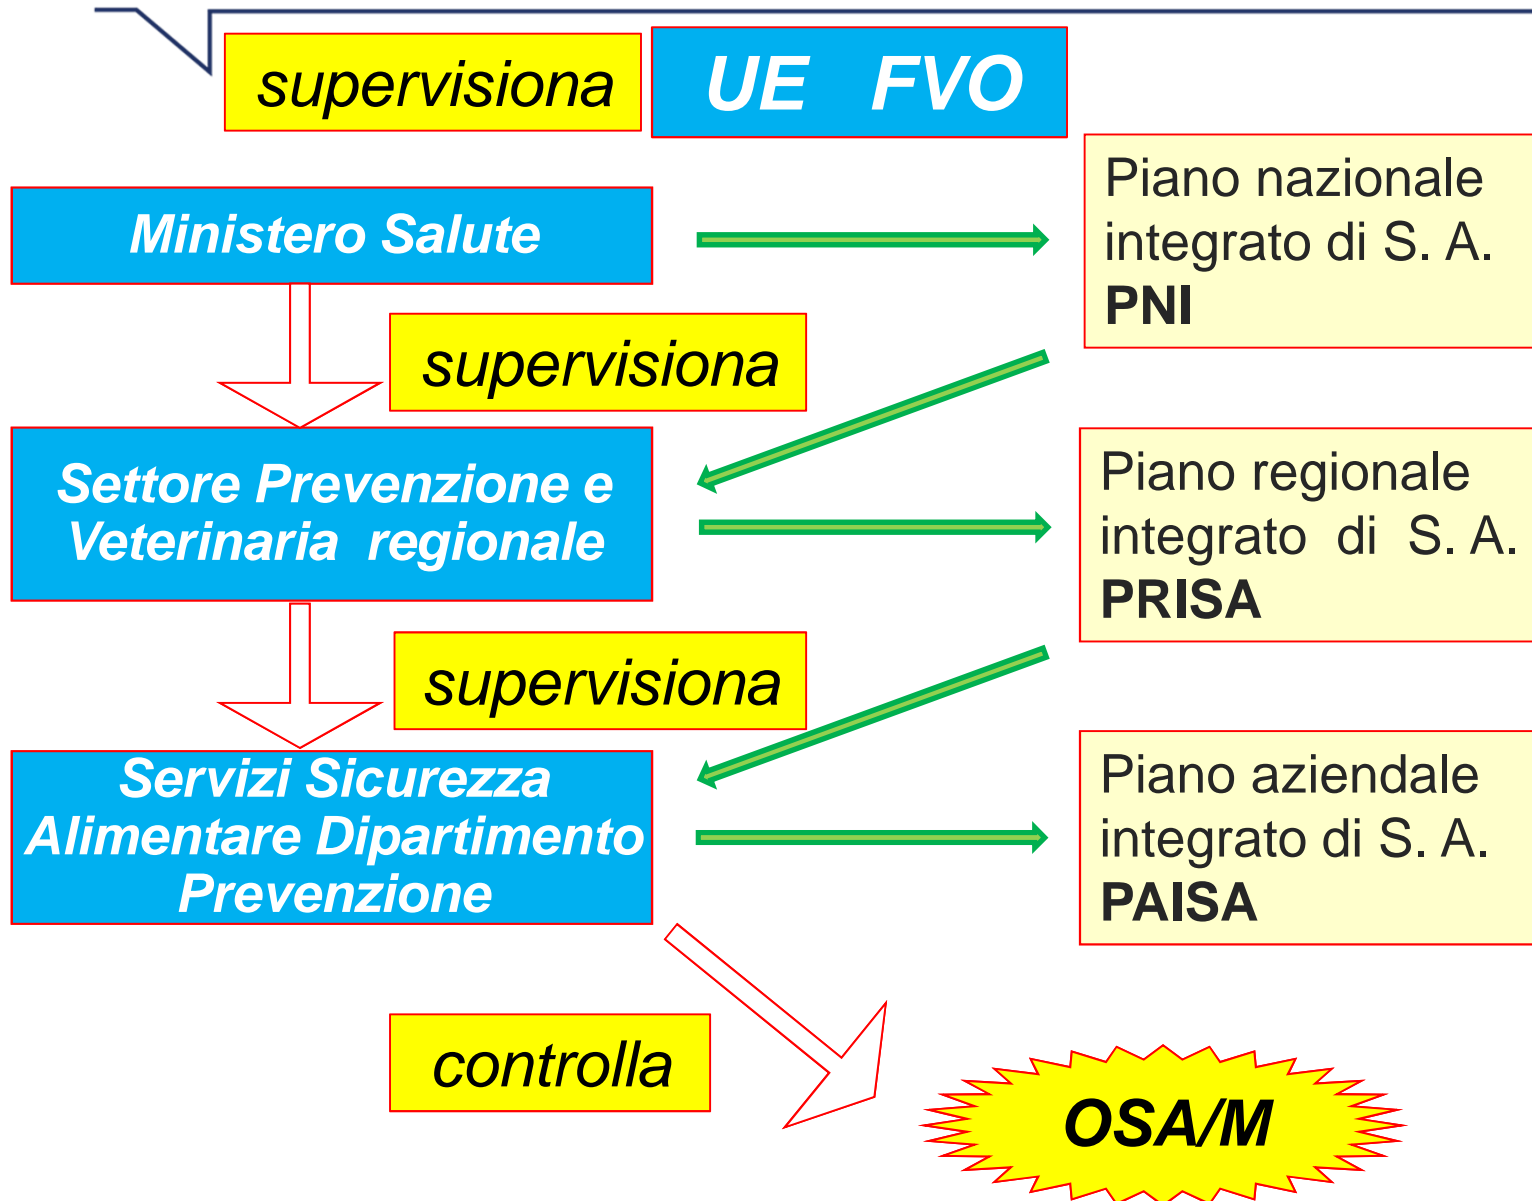 supervisiona
UE FVO
Ministero Salute
Piano nazionale
integrato di S. A.
PNI
supervisiona
Settore Prevenzione e
Veterinaria regionale
Piano regionale
integrato di S. A.
PRISA
supervisiona
Servizi Sicurezza
Alimentare Dipartimento
Prevenzione
Piano aziendale
integrato di S. A.
PAISA
controlla
OSA/M